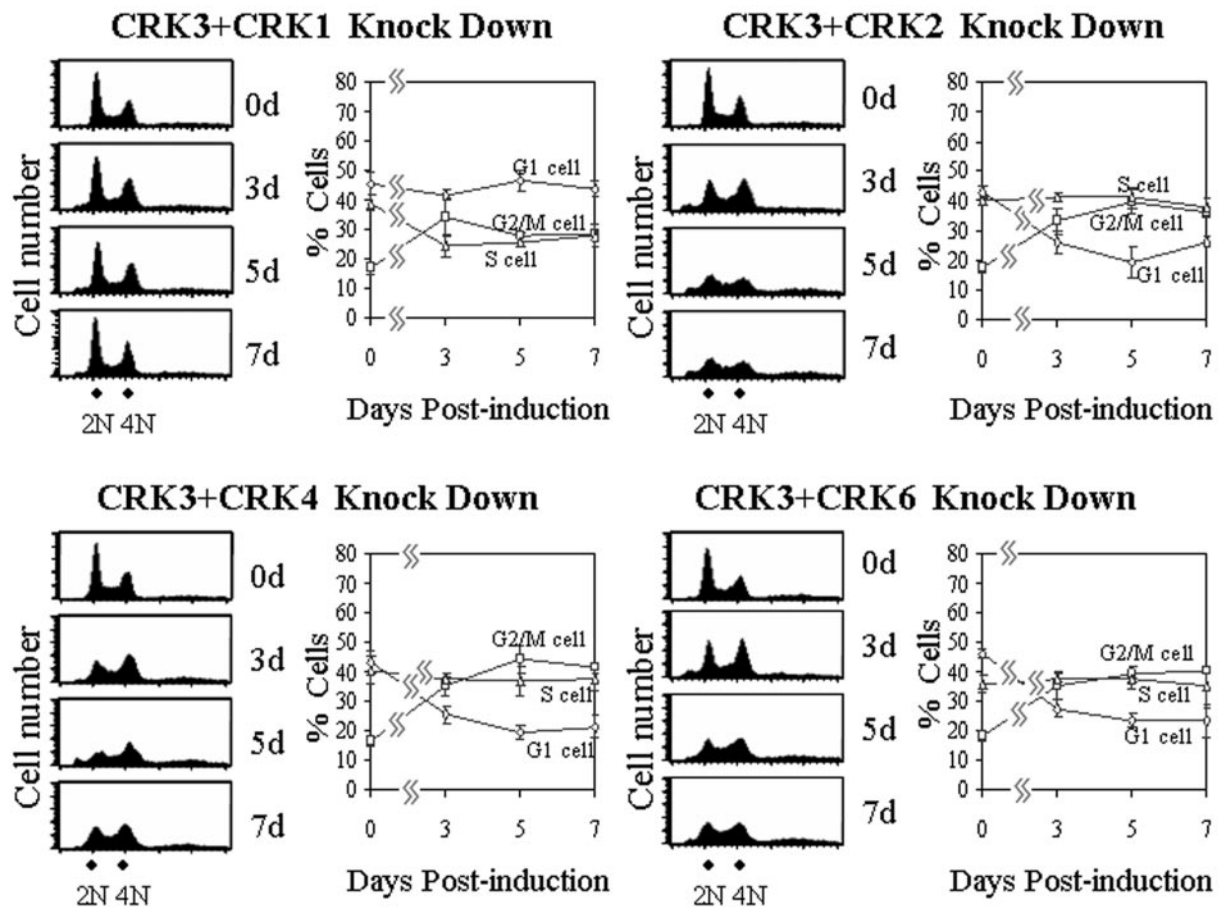 CRK3+CRK1 Knock Down
Cell number
0d
3d
5d
7d
2N 4N
% Cells
80
70
60
50
40
30
20
10
0
G1 cell
G2/M cell
S cell
0 3 5 7
Days Post-induction
CRK3+CRK2 Knock Down
Cell number
0d
3d
5d
7d
2N 4N
% Cells
80
70
60
50
40
30
20
10
0
S cell
G2/M cell
G1 cell
0 3 5 7
Days Post-induction
CRK3+CRK4 Knock Down
Cell number
0d
3d
5d
7d
2N 4N
% Cells
80
70
60
50
40
30
20
10
0
G2/M cell
S cell
G1 cell
0 3 5 7
Days Post-induction
CRK3+CRK6 Knock Down
Cell number
0d
3d
5d
7d
2N 4N
% Cells
80
70
60
50
40
30
20
10
0
G2/M cell
S cell
G1 cell
0 3 5 7
Days Post-induction